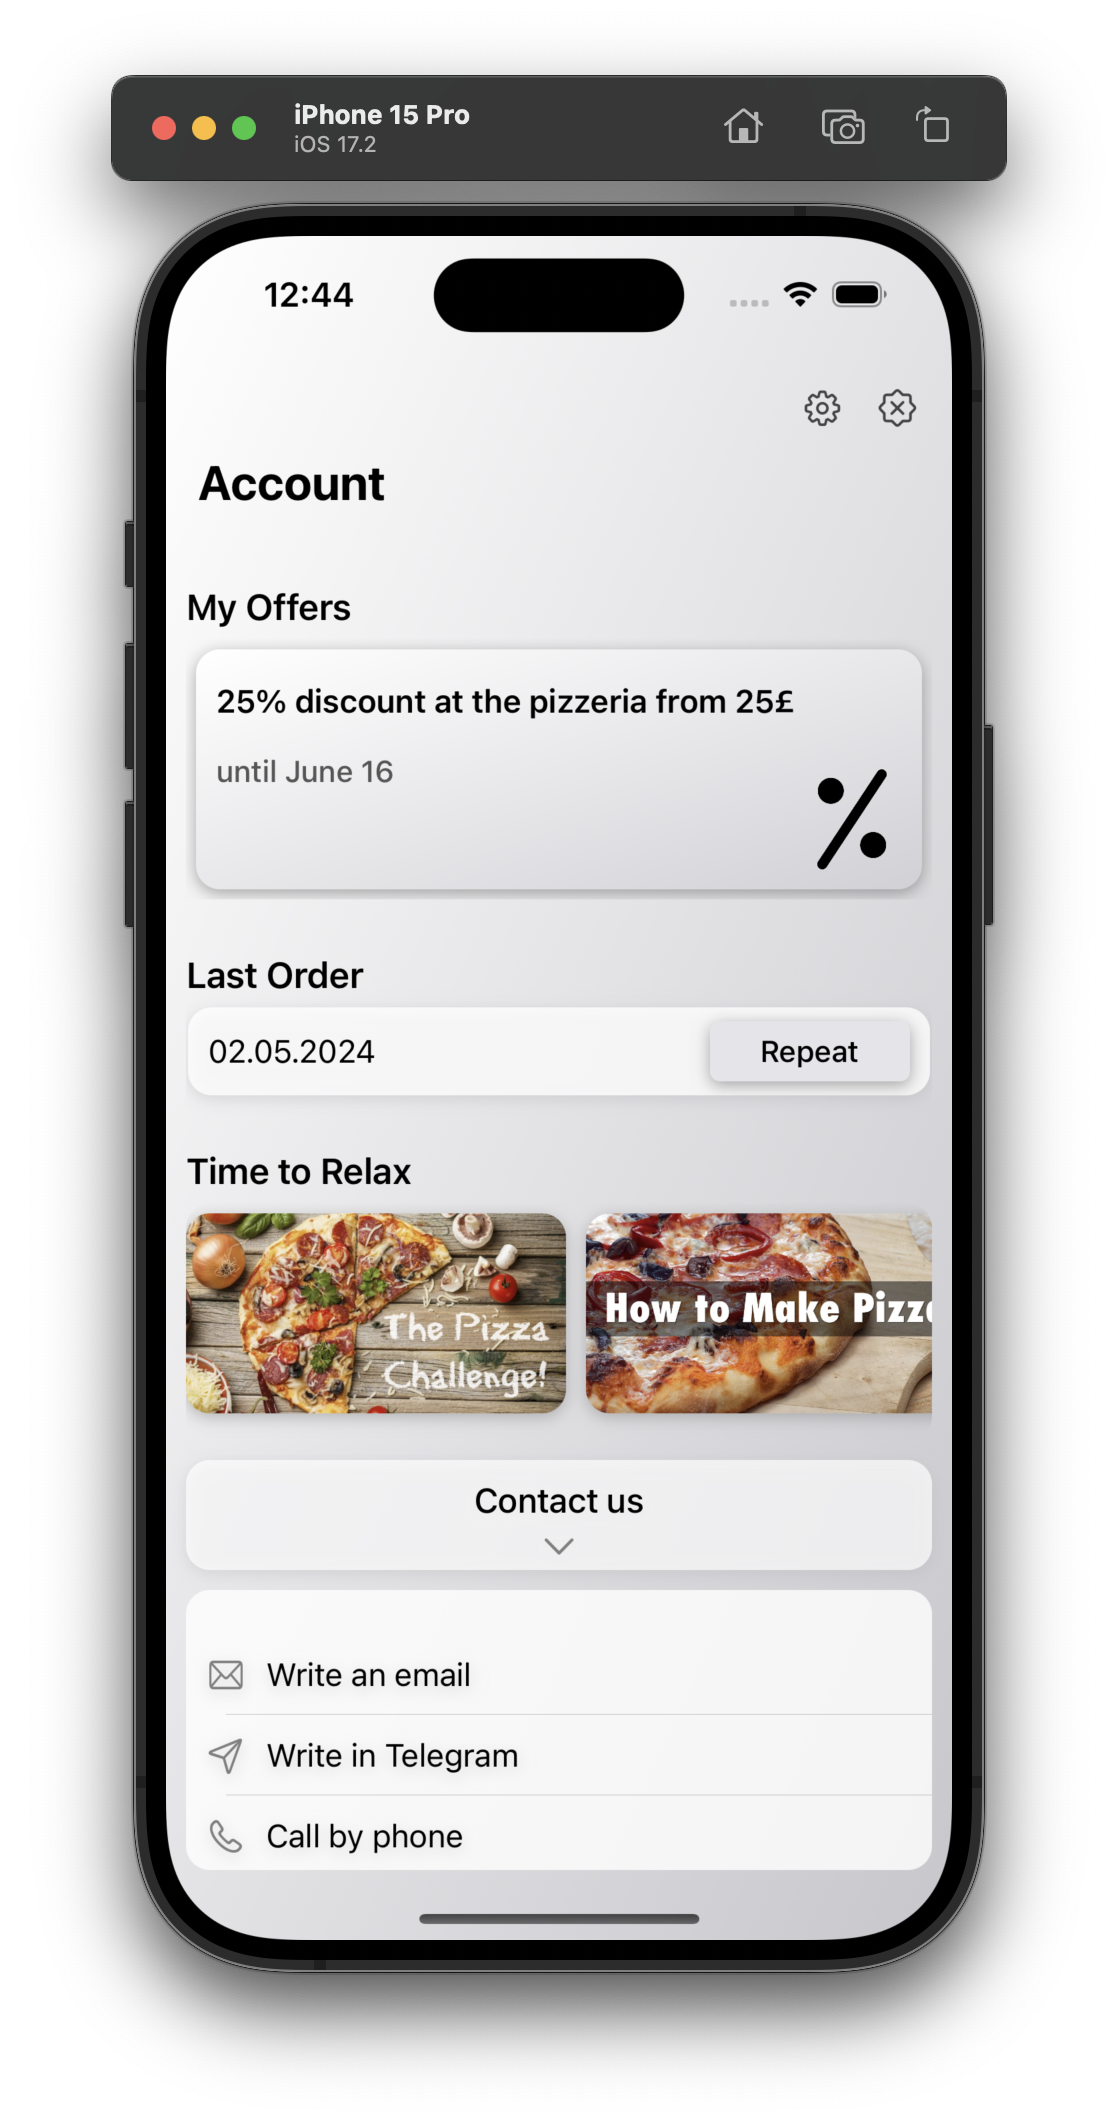 iPhone 15 Pro
iOS 17.2
12:44
Account
My Offers
25% discount at the pizzeria from 25£
until June 16
%
Last Order
02.05.2024
Repeat
Time to Relax
The Pizza
Challenge!
How to Make Pizza
Contact us
Write an email
Write in Telegram
Call by phone